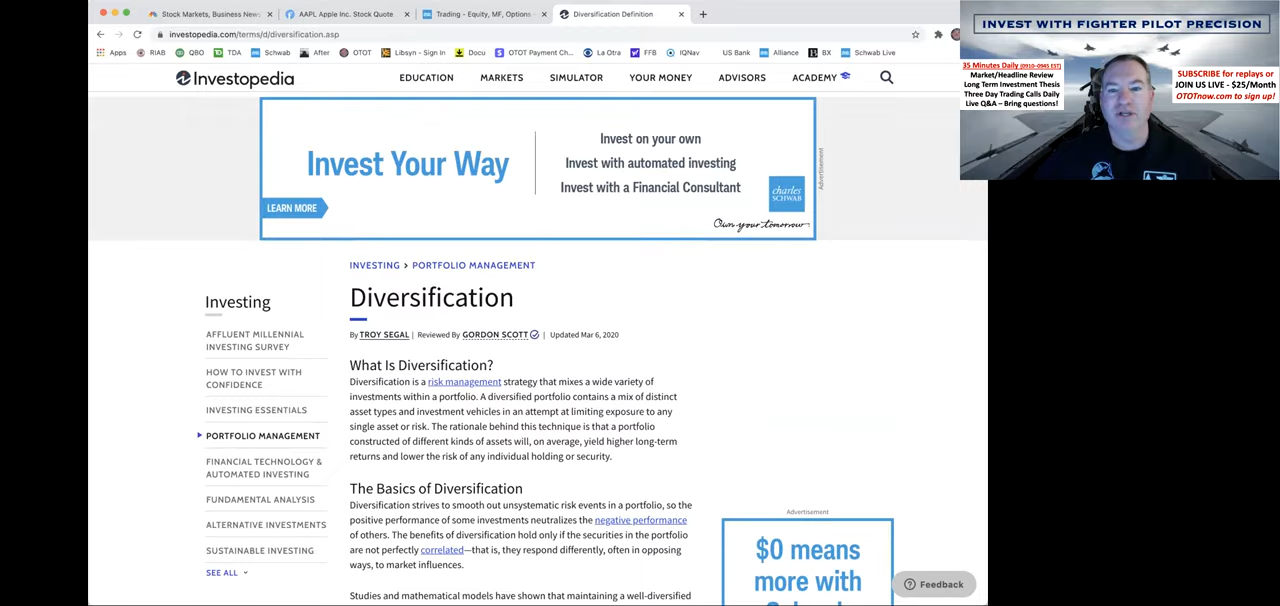 Stock Markets, Business News
AAPL Apple Inc. Stock Quote
Trading - Equity, MF, Options
Diversification Definition
investopedia.com/terms/d/diversification.asp
Apps RIAB QBO TDA Schwab After OTOT Libsyn - Sign In Docu OTOT Payment Ch... La Otra FFB IQNav US Bank Alliance BX Schwab Live
Investopedia
EDUCATION MARKETS SIMULATOR YOUR MONEY ADVISORS ACADEMY
Invest Your Way
LEARN MORE
Invest on your own
Invest with automated investing
Invest with a Financial Consultant
charles
SCHWAB
Own your tomorrow
Advertisement
INVESTING > PORTFOLIO MANAGEMENT
Investing
AFFLUENT MILLENNIAL
INVESTING SURVEY
HOW TO INVEST WITH
CONFIDENCE
INVESTING ESSENTIALS
PORTFOLIO MANAGEMENT
FINANCIAL TECHNOLOGY &
AUTOMATED INVESTING
FUNDAMENTAL ANALYSIS
ALTERNATIVE INVESTMENTS
SUSTAINABLE INVESTING
SEE ALL
Diversification
By TROY SEGAL | Reviewed By GORDON SCOTT | Updated Mar 6, 2020
What Is Diversification?
Diversification is a risk management strategy that mixes a wide variety of
investments within a portfolio. A diversified portfolio contains a mix of distinct
asset types and investment vehicles in an attempt at limiting exposure to any
single asset or risk. The rationale behind this technique is that a portfolio
constructed of different kinds of assets will, on average, yield higher long-term
returns and lower the risk of any individual holding or security.
The Basics of Diversification
Diversification strives to smooth out unsystematic risk events in a portfolio, so the
positive performance of some investments neutralizes the negative performance
of others. The benefits of diversification hold only if the securities in the portfolio
are not perfectly correlated—that is, they respond differently, often in opposing
ways, to market influences.
Studies and mathematical models have shown that maintaining a well-diversified
Advertisement
$0 means
more with
Feedback
INVEST WITH FIGHTER PILOT PRECISION
35 Minutes Daily (0910-0945 EST)
Market/Headline Review
Long Term Investment Thesis
Three Day Trading Calls Daily
Live Q&A – Bring questions!
SUBSCRIBE for replays or
JOIN US LIVE - $25/Month
OTOTnow.com to sign up!